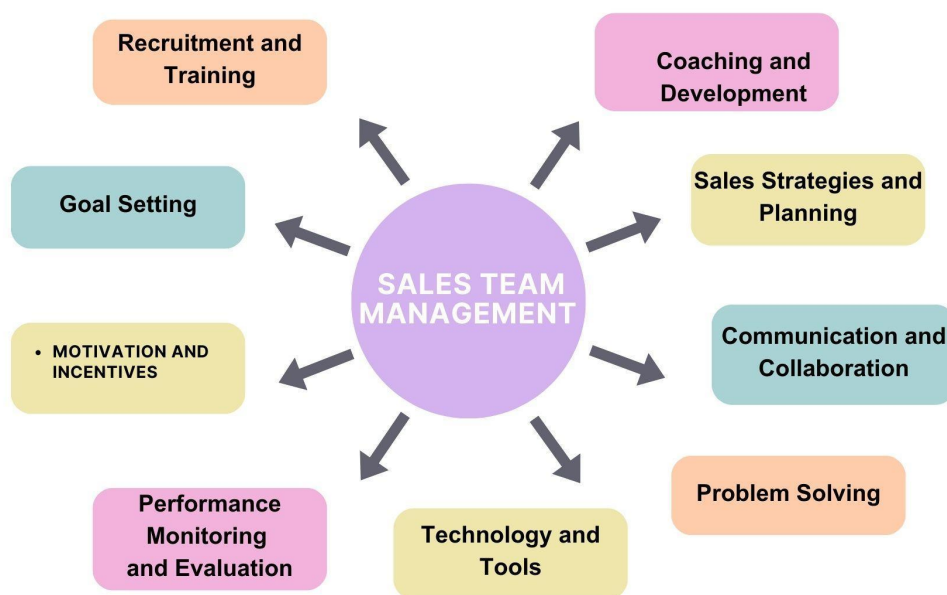 Recruitment and
Training
Coaching and
Development
Goal Setting
Sales Strategies and
Planning
SALES TEAM
MANAGEMENT
• MOTIVATION AND
INCENTIVES
Communication and
Collaboration
Performance
Monitoring
and Evaluation
Technology and
Tools
Problem Solving